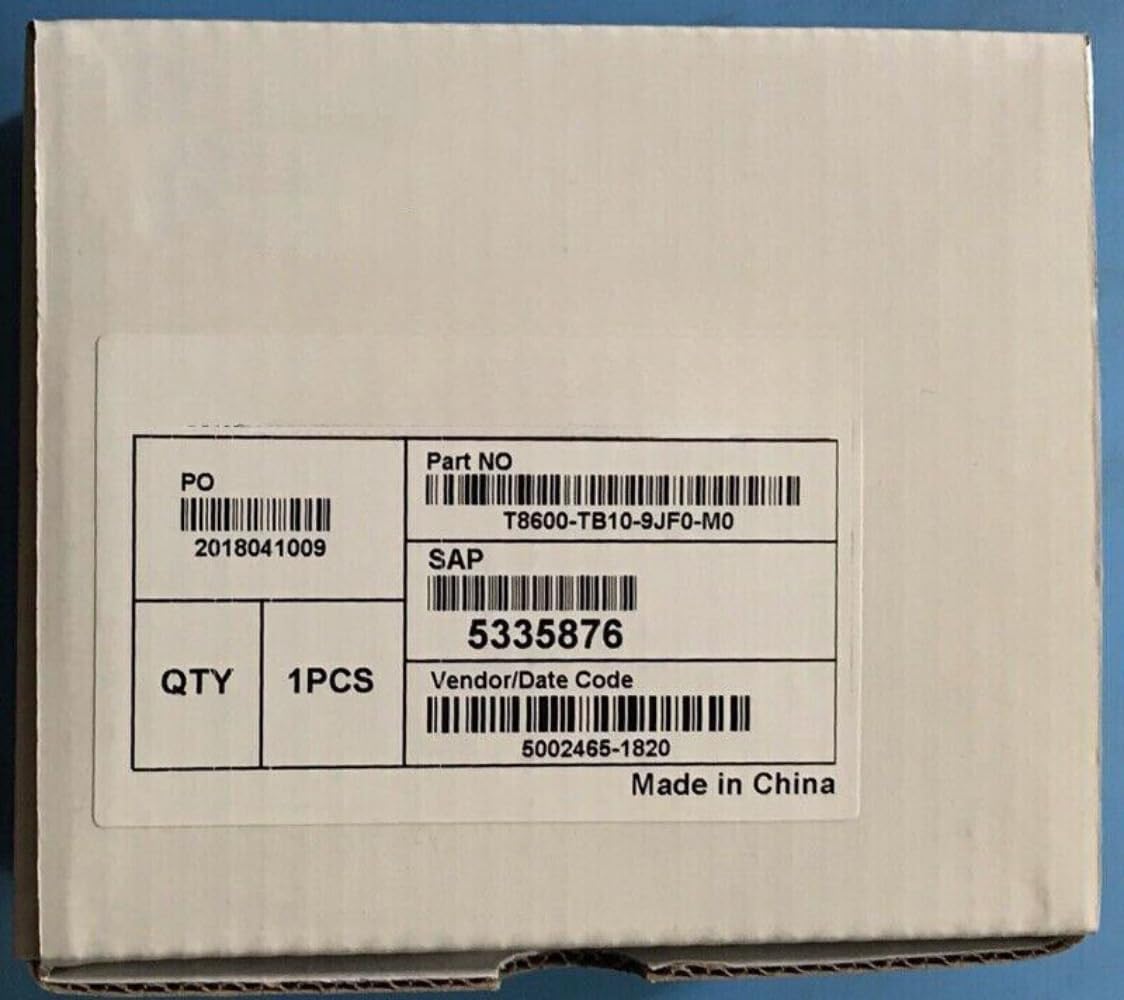 PO
2018041009
QTY
1PCS
Part NO
T8600-TB10-9JF0-M0
SAP
5335876
Vendor/Date Code
5002465-1820
Made in China